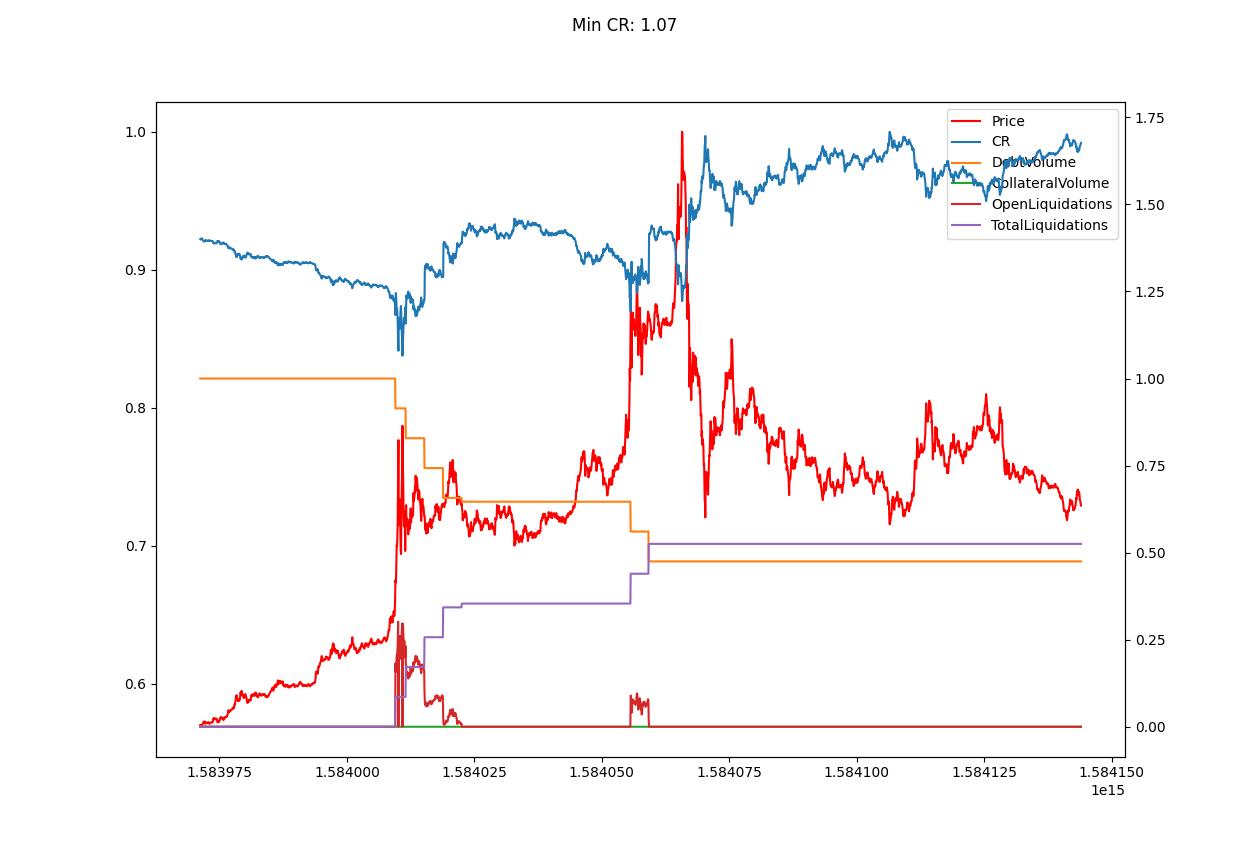 Min CR: 1.07
1.0
0.9
0.8
0.7
0.6
1.75
1.50
1.25
1.00
0.75
0.50
0.25
0.00
Price
CR
DebtVolume
CollateralVolume
OpenLiquidations
TotalLiquidations
1.583975 1.584000 1.584025 1.584050 1.584075 1.584100 1.584125 1.584150
1e15